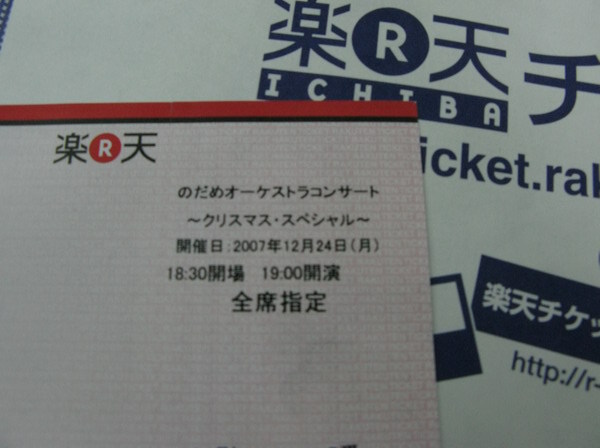 楽R天チ
ICHIBA
icket.rak
楽R天
のだめオーケストラコンサート
～クリスマス・スペシャル～
開催日:2007年12月24日(月)
18:30開場 19:00開演
全席指定
楽天チケッ
http://r-